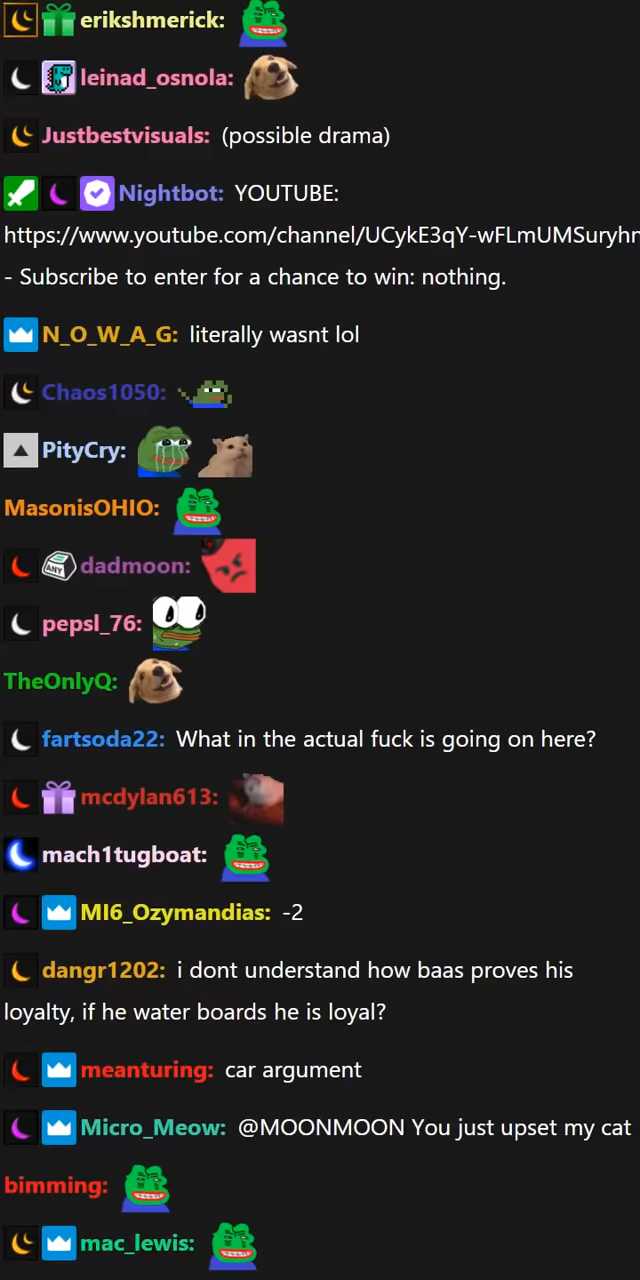 erikshmerick:
leinad_osnola:
Justbestvisuals: (possible drama)
Nightbot: YOUTUBE:
https://www.youtube.com/channel/UCykE3qY-wFLmUMSuryhr
- Subscribe to enter for a chance to win: nothing.
N_O_W_A_G: literally wasnt lol
Chaos1050:
PityCry:
MasonisOHIO:
ANY dadmoon:
pepsl_76:
TheOnlyQ:
fartsoda22: What in the actual fuck is going on here?
mcdylan613:
mach1tugboat:
MI6_Ozymandias: -2
dangr1202: i dont understand how baas proves his
loyalty, if he water boards he is loyal?
meanturing: car argument
Micro_Meow: @MOONMOON You just upset my cat
bimming:
mac_lewis: